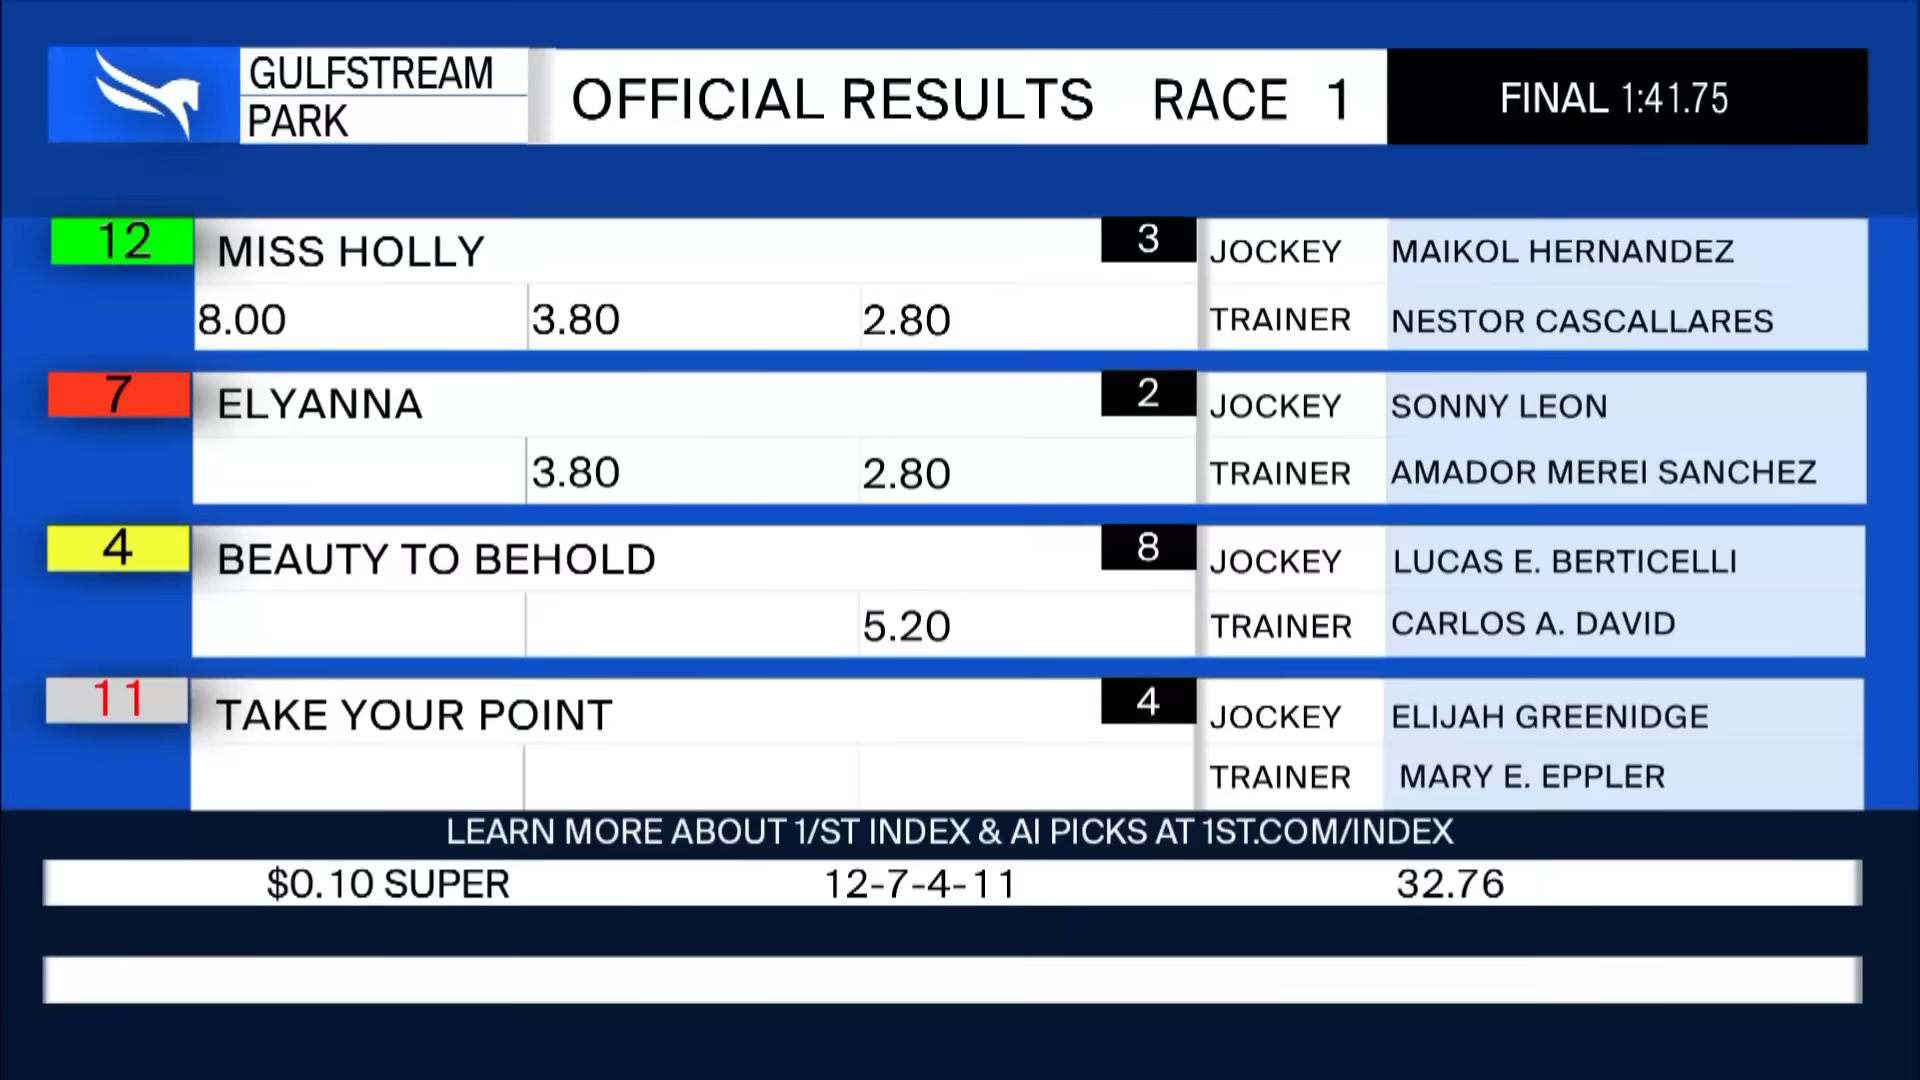 GULFSTREAM
PARK
OFFICIAL RESULTS RACE 1
FINAL 1:41.75
12 MISS HOLLY 3 JOCKEY MAIKOL HERNANDEZ
8.00 3.80 2.80 TRAINER NESTOR CASCALLARES
7 ELYANNA 2 JOCKEY SONNY LEON
3.80 2.80 TRAINER AMADOR MEREI SANCHEZ
4 BEAUTY TO BEHOLD 8 JOCKEY LUCAS E. BERTICELLI
5.20 TRAINER CARLOS A. DAVID
11 TAKE YOUR POINT 4 JOCKEY ELIJAH GREENIDGE
TRAINER MARY E. EPPLER
LEARN MORE ABOUT 1/ST INDEX & AI PICKS AT 1ST.COM/INDEX
$0.10 SUPER 12-7-4-11 32.76